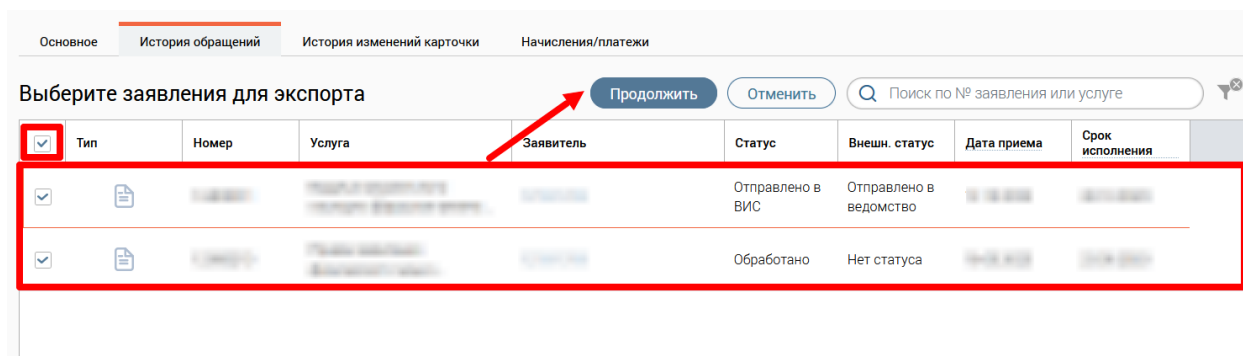 Основное История обращений История изменений карточки Начисления/платежи
Выберите заявления для экспорта Продолжить Отменить Поиск по № заявления или услуге
Тип Номер Услуга Заявитель Статус Внешн. статус Дата приема Срок исполнения
Отправлено в ВИС Отправлено в ведомство
Обработано Нет статуса